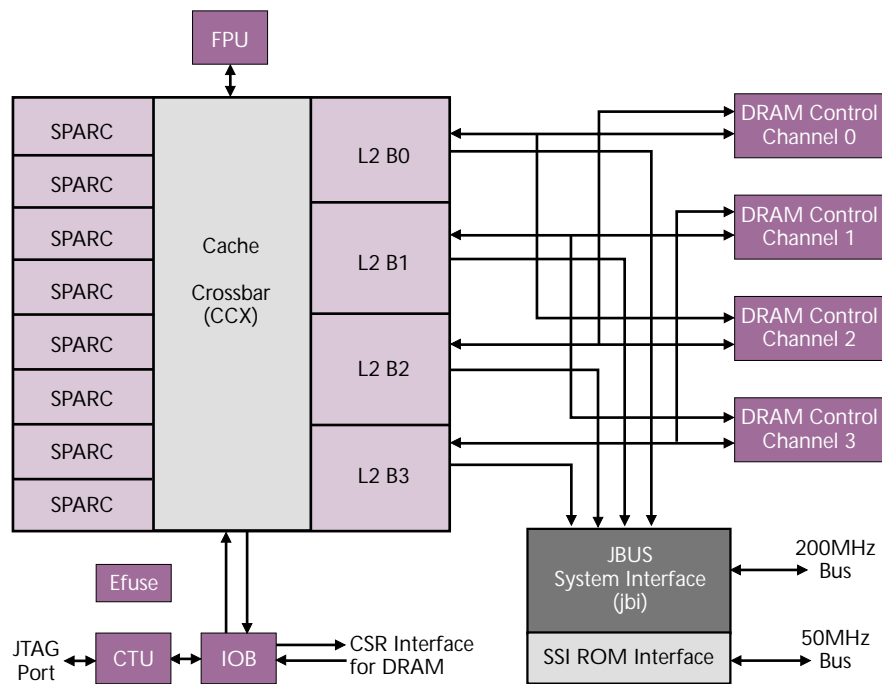 FPU
SPARC
SPARC
SPARC
SPARC
SPARC
SPARC
SPARC
SPARC
Cache
Crossbar
(CCX)
L2 B0
L2 B1
L2 B2
L2 B3
DRAM Control
Channel 0
DRAM Control
Channel 1
DRAM Control
Channel 2
DRAM Control
Channel 3
JBUS
System Interface
(jbi)
SSI ROM Interface
200MHz
Bus
50MHz
Bus
Efuse
JTAG
Port
CTU
IOB
CSR Interface
for DRAM